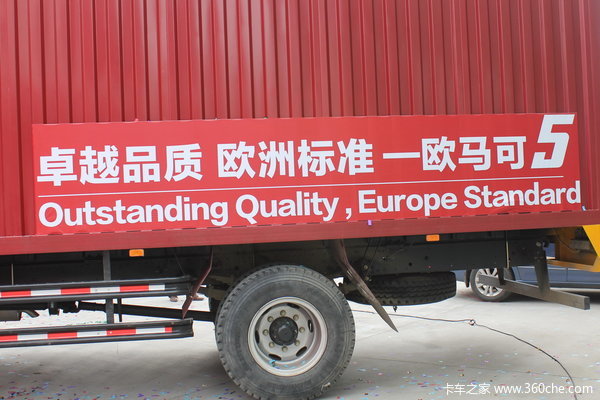 卓越品质 欧洲标准 —欧马可5
Outstanding Quality , Europe Standard
卡车之家 www.360che.com